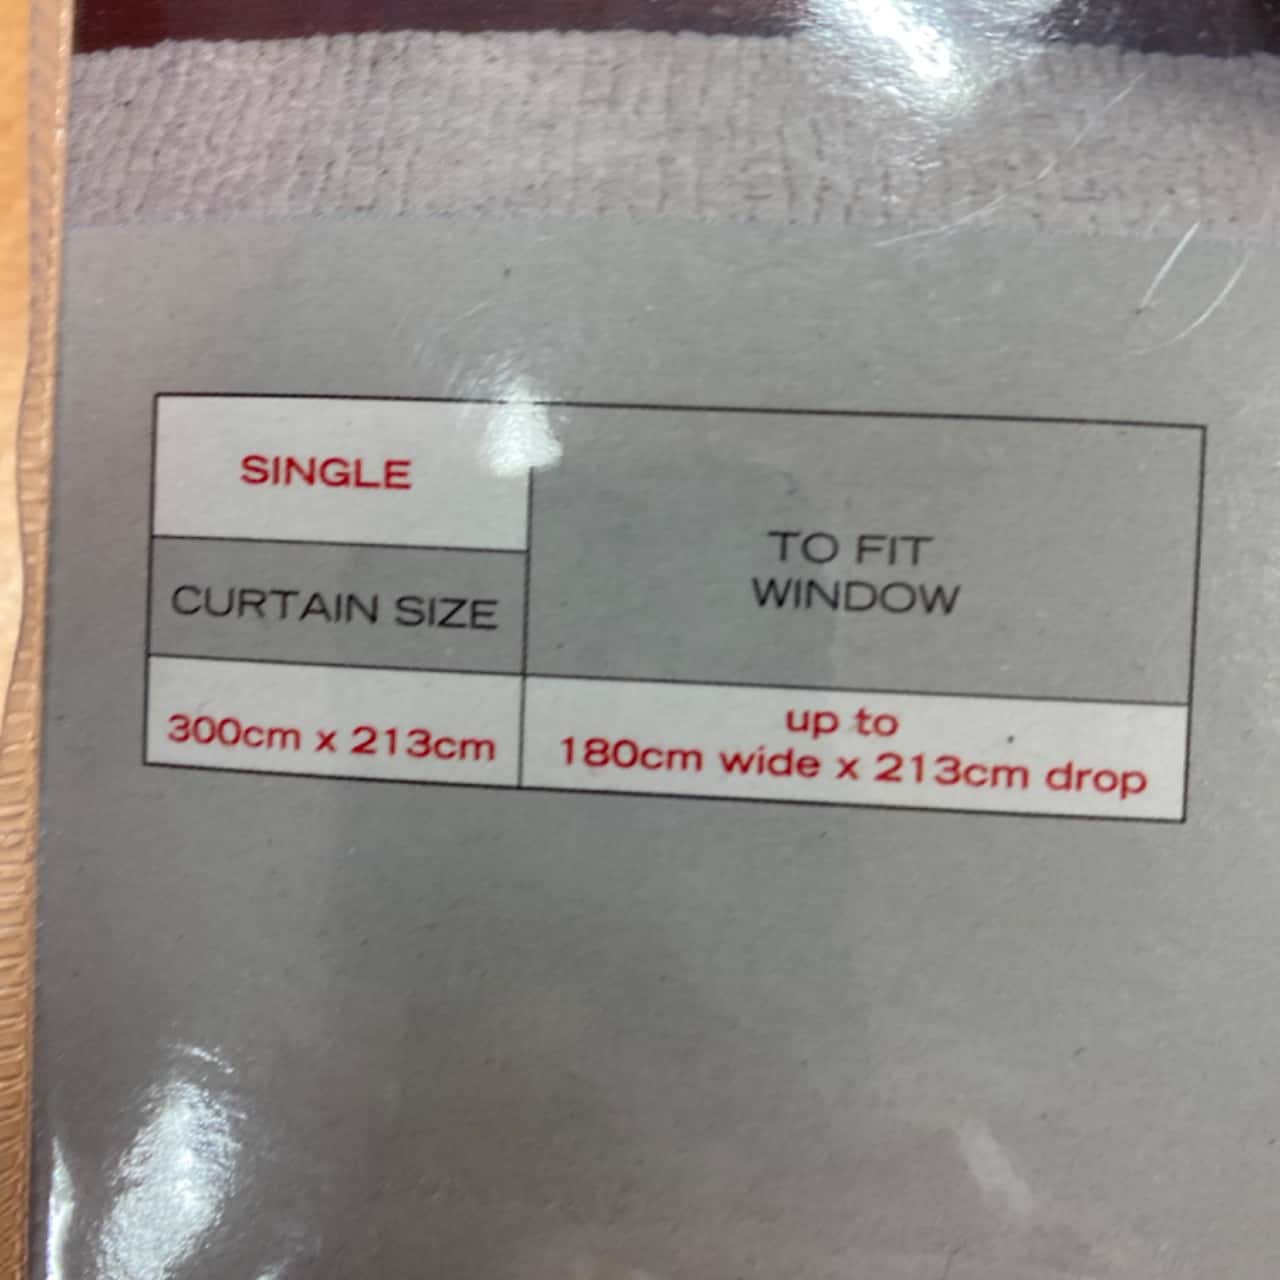 SINGLE
CURTAIN SIZE
TO FIT
WINDOW
300cm x 213cm
up to
180cm wide x 213cm drop